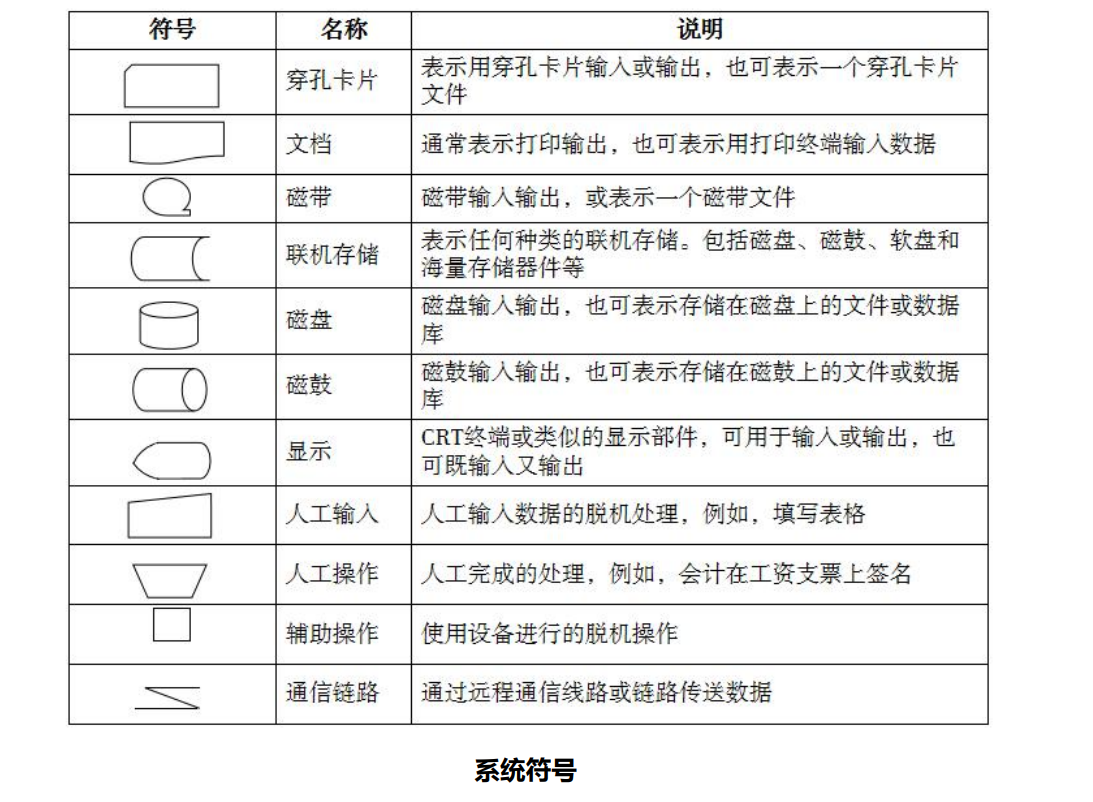 符号 名称 说明
穿孔卡片 表示用穿孔卡片输入或输出，也可表示一个穿孔卡片
文件
文档 通常表示打印输出，也可表示用打印终端输入数据
磁带 磁带输入输出，或表示一个磁带文件
联机存储 表示任何种类的联机存储。包括磁盘、磁鼓、软盘和
海量存储器件等
磁盘 磁盘输入输出，也可表示存储在磁盘上的文件或数据
库
磁鼓 磁鼓输入输出，也可表示存储在磁鼓上的文件或数据
库
显示 CRT终端或类似的显示部件，可用于输入或输出，也
可既输入又输出
人工输入 人工输入数据的脱机处理，例如，填写表格
人工操作 人工完成的处理，例如，会计在工资支票上签名
辅助操作 使用设备进行的脱机操作
通信链路 通过远程通信线路或链路传送数据
系统符号